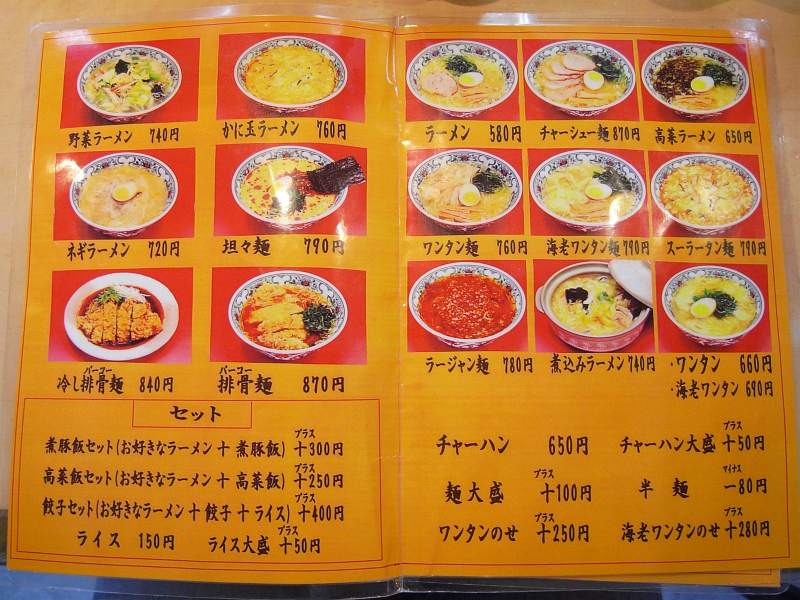 野菜ラーメン 740円
かに玉ラーメン 760円
ネギラーメン 720円
坦々麺 790円
パーコー
冷し排骨麺 840円
パーコー
排骨麺 870円
セット
プラス
煮豚飯セット(お好きなラーメン+煮豚飯) +300円
プラス
高菜飯セット(お好きなラーメン+高菜飯) +250円
プラス
餃子セット(お好きなラーメン+餃子+ライス) +400円
プラス
ライス 150円 ライス大盛 +50円
ラーメン 580円
チャーシュー麺 870円
高菜ラーメン 650円
ワンタン麺 760円
海老ワンタン麺 790円
スーラータン麺 790円
ラージャン麺 780円
煮込みラーメン 740円
・ワンタン 660円
・海老ワンタン 690円
プラス
チャーハン 650円 チャーハン大盛 +50円
プラス マイナス
麺大盛 +100円 半麺 −80円
プラス プラス
ワンタンのせ +250円 海老ワンタンのせ +280円